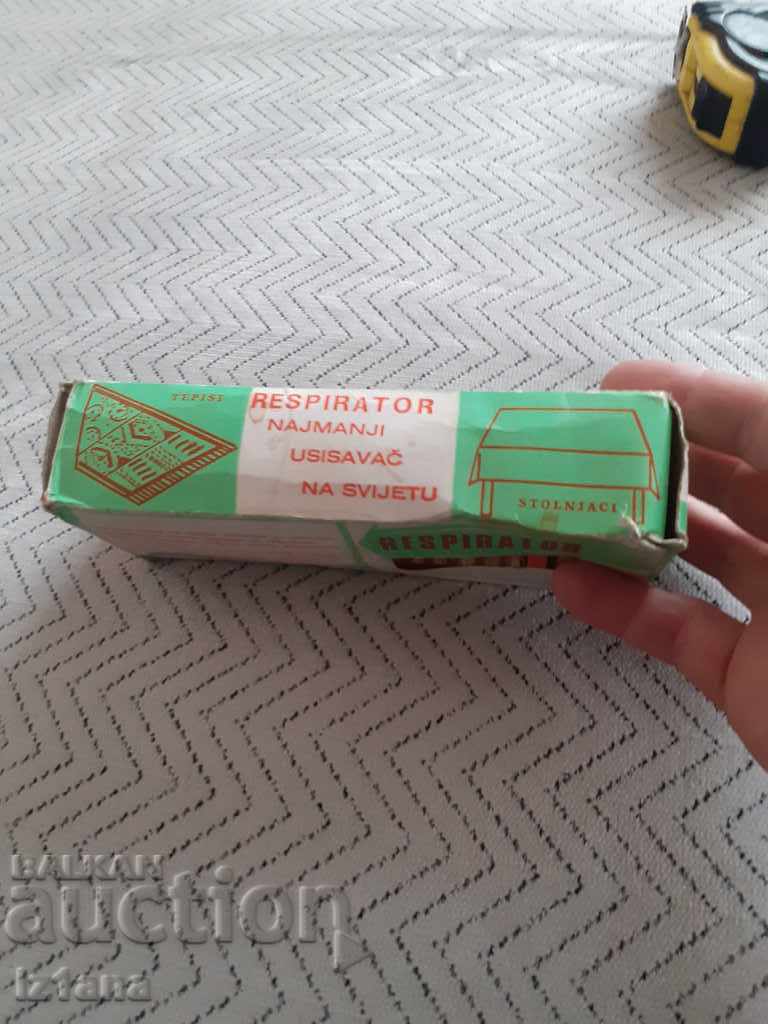 TEPISI
RESPIRATOR
NAJMANJI
USISAVAČ
NA SVIJETU
STOLNJACI
RESPIRATOR
BALKAN
auction
iz1ana